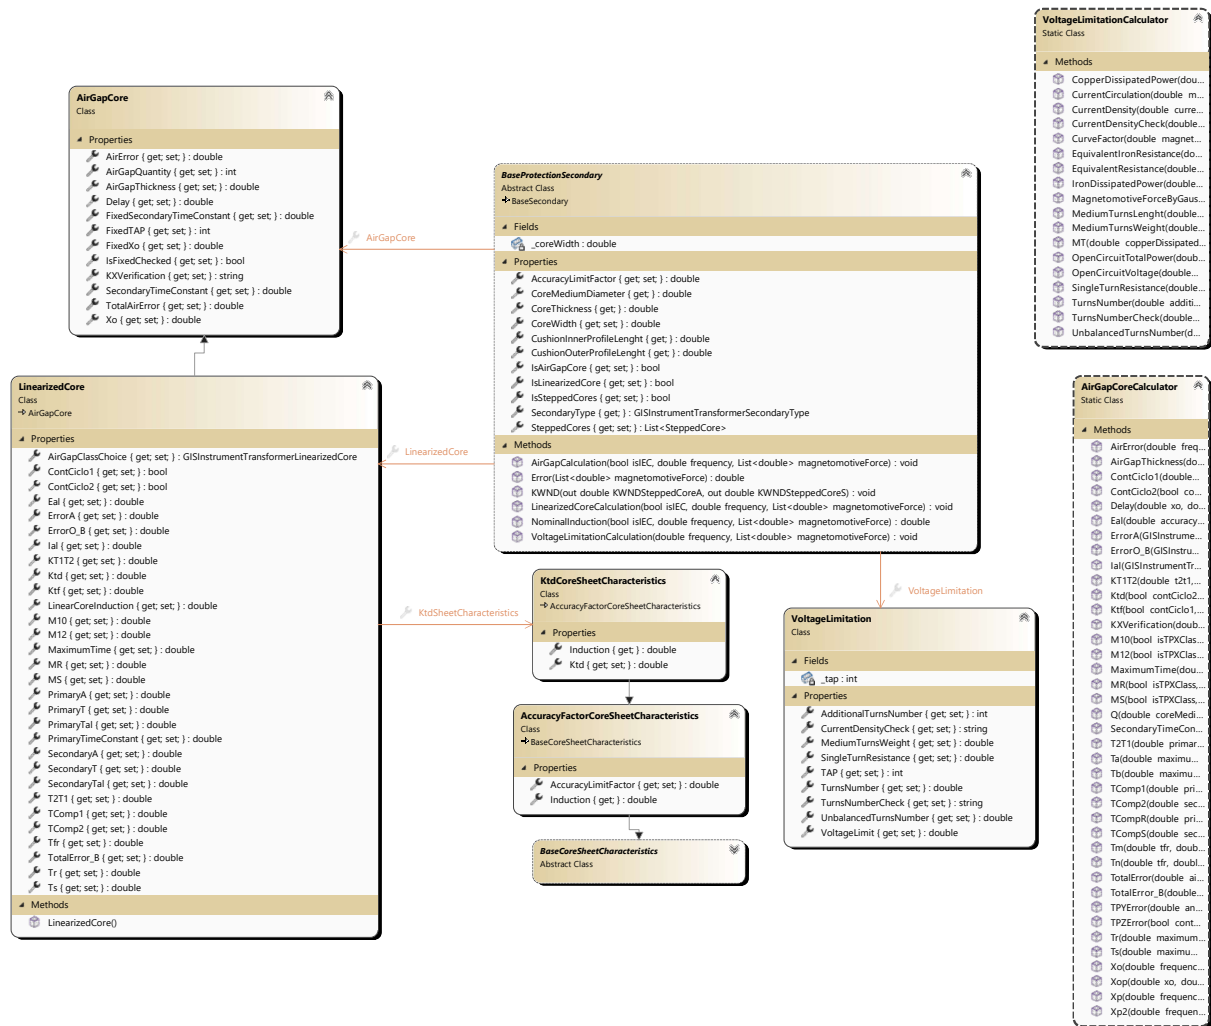 VoltageLimitationCalculator
Static Class
Methods
CopperDissipatedPower(dou...
CurrentCirculation(double m...
CurrentDensity(double curre...
CurrentDensityCheck(double...
CurveFactor(double magnet...
EquivalentIronResistance(do...
EquivalentResistance(double...
IronDissipatedPower(double...
MagnetomotiveForceByGaus...
MediumTurnsLenght(double...
MediumTurnsWeight(double...
MT(double copperDissipated...
OpenCircuitTotalPower(doub...
OpenCircuitVoltage(double...
SingleTurnResistance(double...
TurnsNumber(double additi...
TurnsNumberCheck(double...
UnbalancedTurnsNumber(d...
AirGapCore
Class
Properties
AirError { get; set; } : double
AirGapQuantity { get; set; } : int
AirGapThickness { get; set; } : double
Delay { get; set; } : double
FixedSecondaryTimeConstant { get; set; } : double
FixedTAP { get; set; } : int
FixedXo { get; set; } : double
IsFixedChecked { get; set; } : bool
KXVerification { get; set; } : string
SecondaryTimeConstant { get; set; } : double
TotalAirError { get; set; } : double
Xo { get; set; } : double
AirGapCore
BaseProtectionSecondary
Abstract Class
BaseSecondary
Fields
_coreWidth : double
Properties
AccuracyLimitFactor { get; set; } : double
CoreMediumDiameter { get; } : double
CoreThickness { get; } : double
CoreWidth { get; set; } : double
CushionInnerProfileLenght { get; } : double
CushionOuterProfileLenght { get; } : double
IsAirGapCore { get; set; } : bool
IsLinearizedCore { get; set; } : bool
IsSteppedCores { get; set; } : bool
SecondaryType { get; } : GISInstrumentTransformerSecondaryType
SteppedCores { get; set; } : List<SteppedCore>
Methods
AirGapCalculation(bool isIEC, double frequency, List<double> magnetomotiveForce) : void
Error(List<double> magnetomotiveForce) : double
KWND(out double KWNDSteppedCoreA, out double KWNDSteppedCoreS) : void
LinearizedCoreCalculation(bool isIEC, double frequency, List<double> magnetomotiveForce) : void
NominalInduction(bool isIEC, double frequency, List<double> magnetomotiveForce) : double
VoltageLimitationCalculation(double frequency, List<double> magnetomotiveForce) : void
LinearizedCore
Class
AirGapCore
Properties
AirGapClassChoice { get; set; } : GISInstrumentTransformerLinearizedCore
ContCiclo1 { get; set; } : bool
ContCiclo2 { get; set; } : bool
Eal { get; set; } : double
ErrorA { get; set; } : double
ErrorO_B { get; set; } : double
Ial { get; set; } : double
KT1T2 { get; set; } : double
Ktd { get; set; } : double
Ktf { get; set; } : double
LinearCoreInduction { get; set; } : double
M10 { get; set; } : double
M12 { get; set; } : double
MaximumTime { get; set; } : double
MR { get; set; } : double
MS { get; set; } : double
PrimaryA { get; set; } : double
PrimaryT { get; set; } : double
PrimaryTal { get; set; } : double
PrimaryTimeConstant { get; set; } : double
SecondaryA { get; set; } : double
SecondaryT { get; set; } : double
SecondaryTal { get; set; } : double
T2T1 { get; set; } : double
TComp1 { get; set; } : double
TComp2 { get; set; } : double
Tfr { get; set; } : double
TotalError_B { get; set; } : double
Tr { get; set; } : double
Ts { get; set; } : double
Methods
LinearizedCore()
LinearizedCore
KtdSheetCharacteristics
KtdCoreSheetCharacteristics
Class
AccuracyFactorCoreSheetCharacteristics
Properties
Induction { get; } : double
Ktd { get; } : double
AccuracyFactorCoreSheetCharacteristics
Class
BaseCoreSheetCharacteristics
Properties
AccuracyLimitFactor { get; set; } : double
Induction { get; } : double
BaseCoreSheetCharacteristics
Abstract Class
VoltageLimitation
VoltageLimitation
Class
Fields
_tap : int
Properties
AdditionalTurnsNumber { get; set; } : int
CurrentDensityCheck { get; set; } : string
MediumTurnsWeight { get; set; } : double
SingleTurnResistance { get; set; } : double
TAP { get; set; } : int
TurnsNumber { get; set; } : double
TurnsNumberCheck { get; set; } : string
UnbalancedTurnsNumber { get; set; } : double
VoltageLimit { get; set; } : double
AirGapCoreCalculator
Static Class
Methods
AirError(double freq...
AirGapThickness(do...
ContCiclo1(double...
ContCiclo2(bool co...
Delay(double xo, do...
Eal(double accuracy...
ErrorA(GISInstrume...
ErrorO_B(GISInstru...
Ial(GISInstrumentTr...
KT1T2(double t2t1,...
Ktd(bool contCiclo2...
Ktf(bool contCiclo1,...
KXVerification(doub...
M10(bool isTPXClas...
M12(bool isTPXClas...
MaximumTime(dou...
MR(bool isTPXClass,...
MS(bool isTPXClass,...
Q(double coreMedi...
SecondaryTimeCon...
T2T1(double primar...
Ta(double maximu...
Tb(double maximu...
TComp1(double pri...
TComp2(double sec...
TCompR(double pri...
TCompS(double sec...
Tm(double tfr, doub...
Tn(double tfr, doubl...
TotalError(double ai...
TotalError_B(double...
TPYError(double an...
TPZError(bool cont...
Tr(double maximum...
Ts(double maximu...
Xo(double frequenc...
Xop(double xo, dou...
Xp(double frequenc...
Xp2(double frequen...